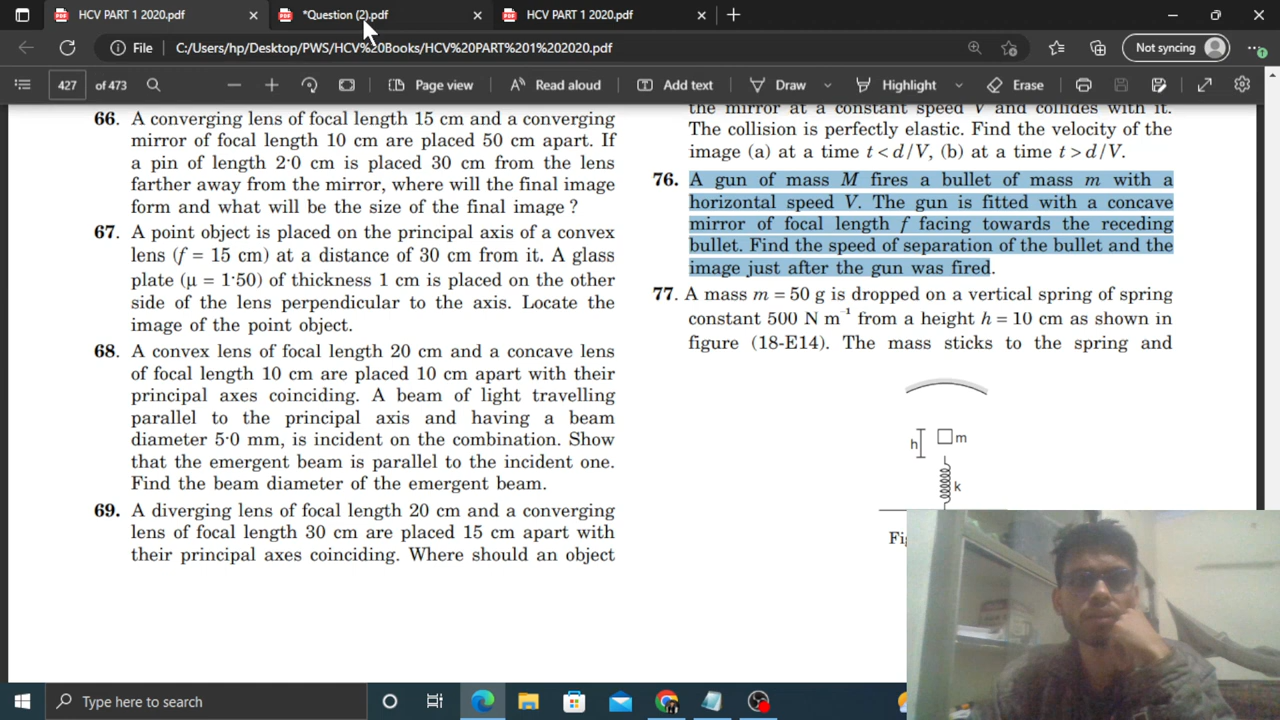 HCV PART 1 2020.pdf
*Question (2).pdf
HCV PART 1 2020.pdf
File
C:/Users/hp/Desktop/PWS/HCV%20Books/HCV%20PART%201%202020.pdf
Not syncing
427 of 473
Page view
Read aloud
Add text
Draw
Highlight
Erase
66. A converging lens of focal length 15 cm and a converging
mirror of focal length 10 cm are placed 50 cm apart. If
a pin of length 2·0 cm is placed 30 cm from the lens
farther away from the mirror, where will the final image
form and what will be the size of the final image ?
67. A point object is placed on the principal axis of a convex
lens (f = 15 cm) at a distance of 30 cm from it. A glass
plate (μ = 1·50) of thickness 1 cm is placed on the other
side of the lens perpendicular to the axis. Locate the
image of the point object.
68. A convex lens of focal length 20 cm and a concave lens
of focal length 10 cm are placed 10 cm apart with their
principal axes coinciding. A beam of light travelling
parallel to the principal axis and having a beam
diameter 5·0 mm, is incident on the combination. Show
that the emergent beam is parallel to the incident one.
Find the beam diameter of the emergent beam.
69. A diverging lens of focal length 20 cm and a converging
lens of focal length 30 cm are placed 15 cm apart with
their principal axes coinciding. Where should an object
the mirror at a constant speed V and collides with it.
The collision is perfectly elastic. Find the velocity of the
image (a) at a time t < d/V, (b) at a time t > d/V.
76. A gun of mass M fires a bullet of mass m with a
horizontal speed V. The gun is fitted with a concave
mirror of focal length f facing towards the receding
bullet. Find the speed of separation of the bullet and the
image just after the gun was fired.
77. A mass m = 50 g is dropped on a vertical spring of spring
constant 500 N m⁻¹ from a height h = 10 cm as shown in
figure (18-E14). The mass sticks to the spring and
h
m
k
Type here to search